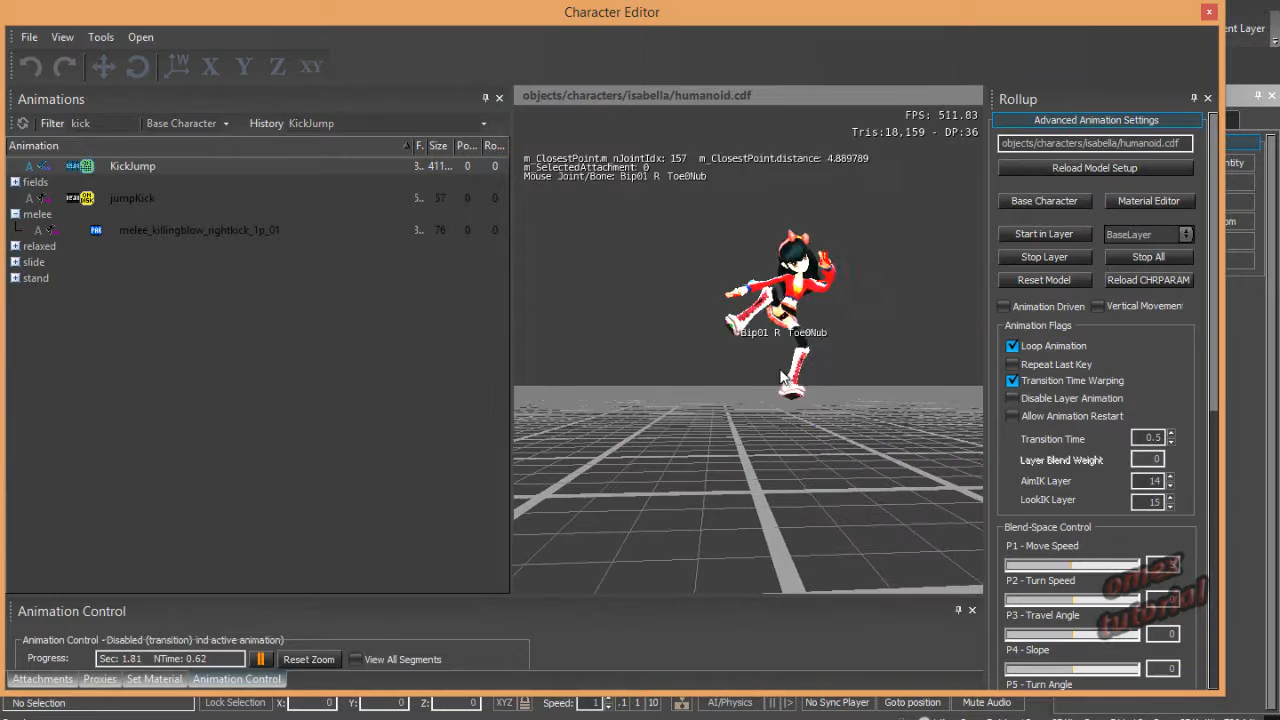 Character Editor
ent Layer
File View Tools Open
W X Y Z XY
Animations
Filter kick Base Character History KickJump
Animation F. Size Po... Ro...
A KickJump 3.. 411... 0 0
fields
A jumpKick 5.. 57 0 0
melee
A PAK melee_killingblow_rightkick_1p_01 3.. 76 0 0
relaxed
slide
stand
objects/characters/isabella/humanoid.cdf
FPS: 511.03
Tris:18,159 - DP:36
m_ClosestPoint.m_nJointIdx: 157 m_ClosestPoint.distance: 4.889789
m_SelectedAttachment: 0
Mouse Joint/Bone: Bip01 R Toe0Nub
Bip01 R Toe0Nub
Rollup
Advanced Animation Settings
objects/characters/isabella/humanoid.cdf
Reload Model Setup
Base Character Material Editor
Start in Layer BaseLayer
Stop Layer Stop All
Reset Model Reload CHRPARAM
Animation Driven Vertical Movement
Animation Flags
Loop Animation
Repeat Last Key
Transition Time Warping
Disable Layer Animation
Allow Animation Restart
Transition Time 0.5
Layer Blend Weight 0
AimIK Layer 14
LookIK Layer 15
Blend-Space Control
P1 - Move Speed
P2 - Turn Speed
P3 - Travel Angle
0
P4 - Slope
0
P5 - Turn Angle
omex
tutorial
Animation Control
Animation Control - Disabled (transition) ind active animation)
Progress: Sec: 1.81 NTime: 0.62 Reset Zoom View All Segments
Attachments Proxies Set Material Animation Control
No Selection Lock Selection X: 0 Y: 0 Z: 0 XYZ Speed: 1 .1 1 10 AI/Physics No Sync Player Goto position Mute Audio